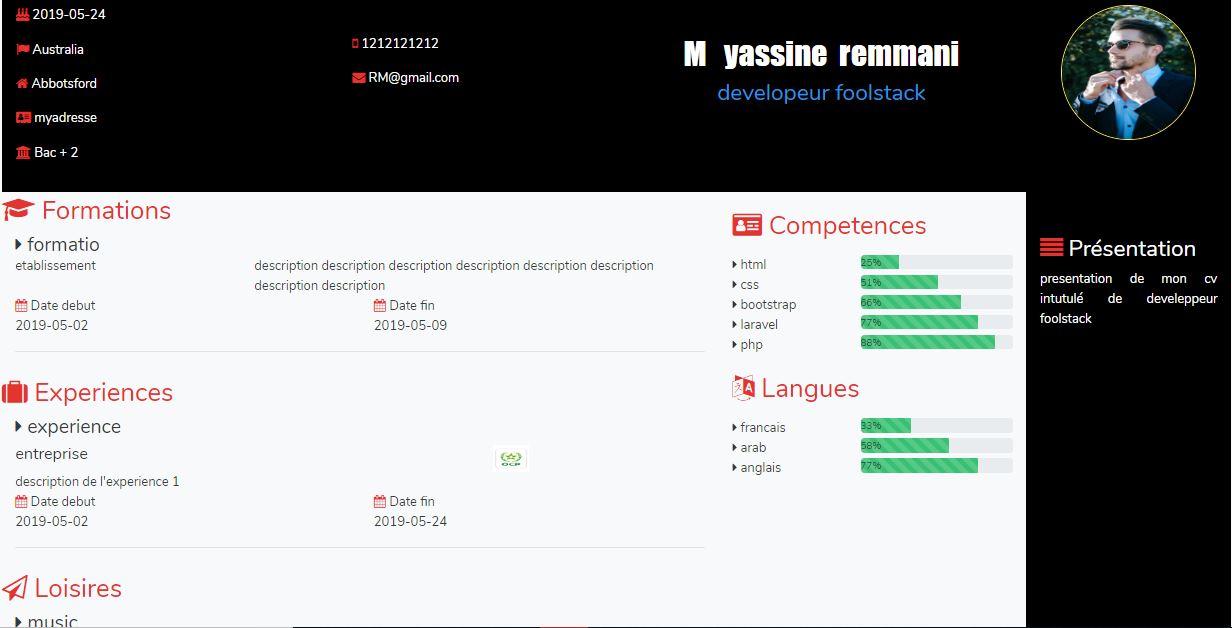 2019-05-24
Australia
Abbotsford
myadresse
Bac + 2
1212121212
RM@gmail.com
M yassine remmani
developeur foolstack
Formations
formatio
etablissement
description description description description description description
description description
Date debut
Date fin
2019-05-02
2019-05-09
Experiences
experience
entreprise
OCP
description de l'experience 1
Date debut
Date fin
2019-05-02
2019-05-24
Loisires
music
Competences
html 25%
css 51%
bootstrap 66%
laravel 77%
php 88%
A
Langues
francais 33%
arab 58%
anglais 77%
Présentation
presentation de mon cv
intutulé de develeppeur
foolstack